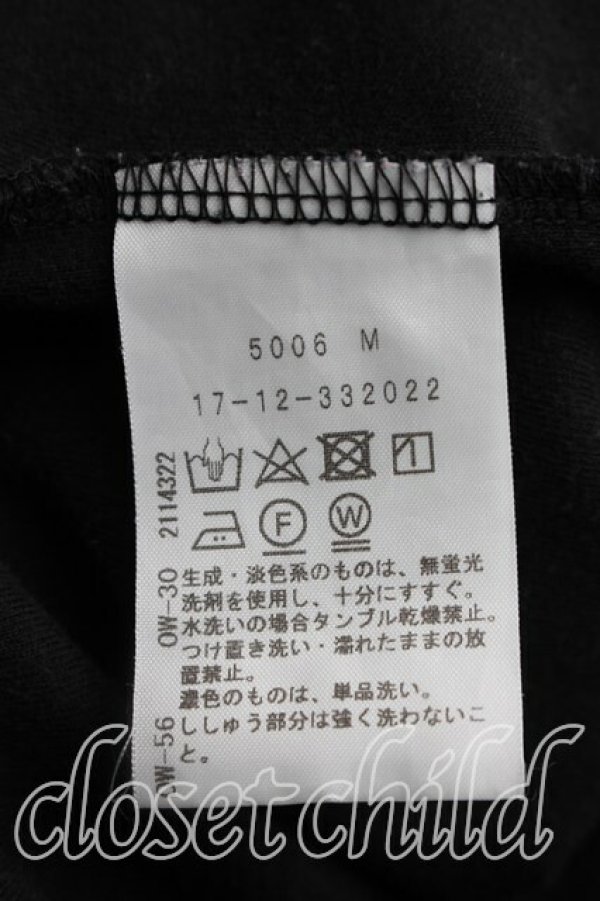 5006 M
17-12-332022
1
F
W
2114322
OW-30
OW-56
生成・淡色系のものは、無蛍光
洗剤を使用し、十分にすすぐ。
水洗いの場合タンブル乾燥禁止。
つけ置き洗い・濡れたままの放
置禁止。
濃色のものは、単品洗い。
ししゅう部分は強く洗わないこ
と。
closet child